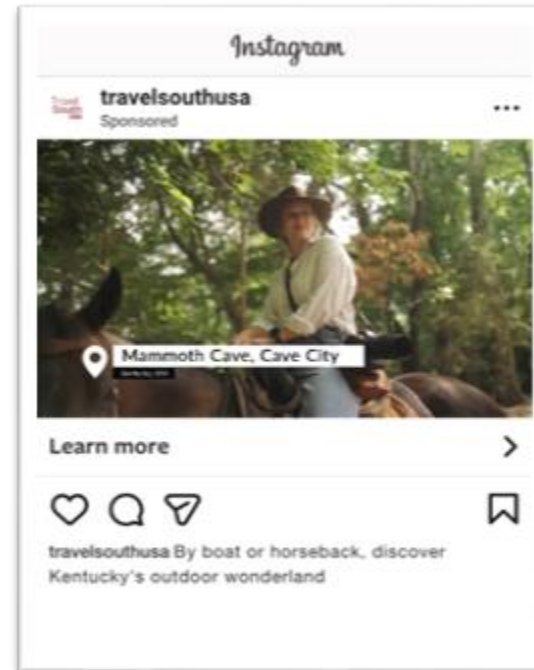 Instagram
travelsouthusa
Sponsored
Mammoth Cave, Cave City
Learn more
travelsouthusa By boat or horseback, discover
Kentucky's outdoor wonderland